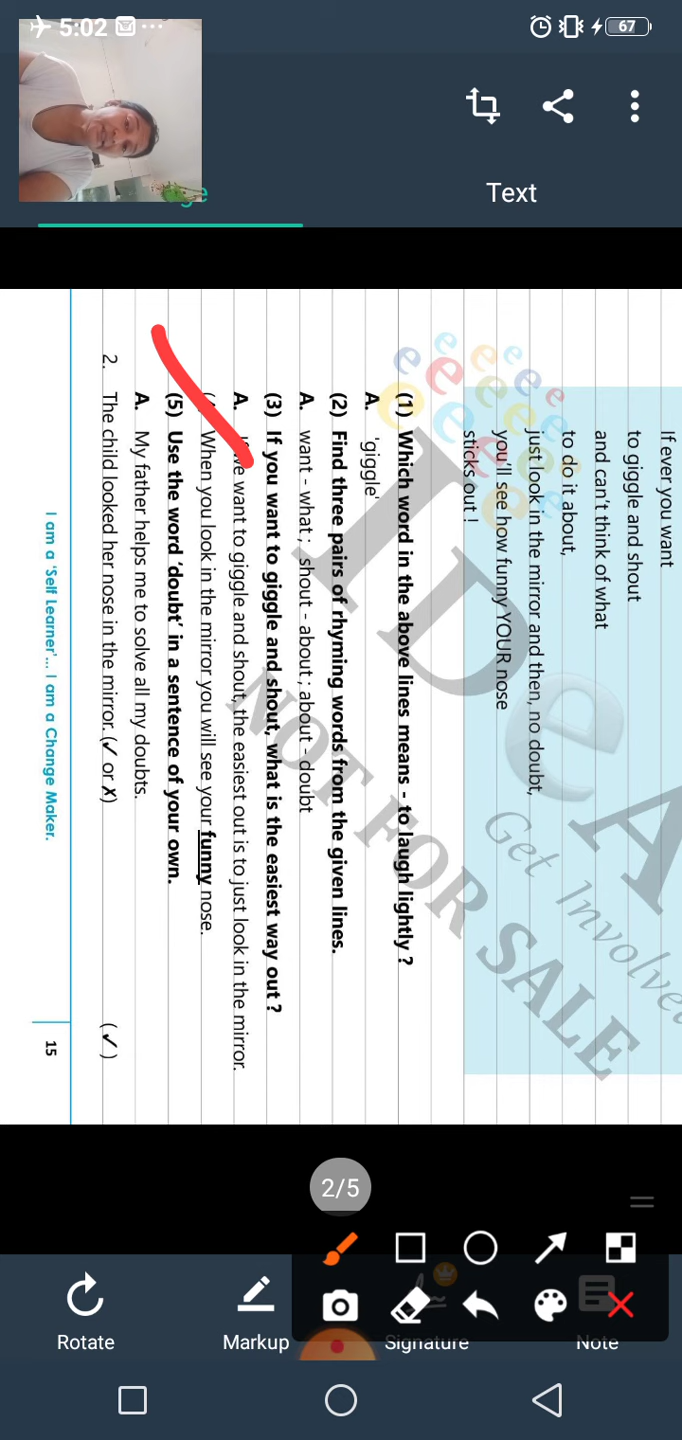 5:02
67
Text
If ever you want
to giggle and shout
and can't think of what
to do it about,
just look in the mirror and then, no doubt,
you'll see how funny YOUR nose
sticks out !
(1) Which word in the above lines means - to laugh lightly ?
A. 'giggle'
(2) Find three pairs of rhyming words from the given lines.
A. want - what ; shout - about ; about - doubt
(3) If you want to giggle and shout, what is the easiest way out ?
A. we want to giggle and shout, the easiest out is to just look in the mirror.
When you look in the mirror you will see your funny nose.
(5) Use the word 'doubt' in a sentence of your own.
A. My father helps me to solve all my doubts.
2. The child looked her nose in the mirror. (✓ or ✗) (✓)
I am a 'Self Learner'... I am a Change Maker.
15
IDeA
Get Involve
NOT FOR SALE
2/5
Rotate
Markup
Signature
Note